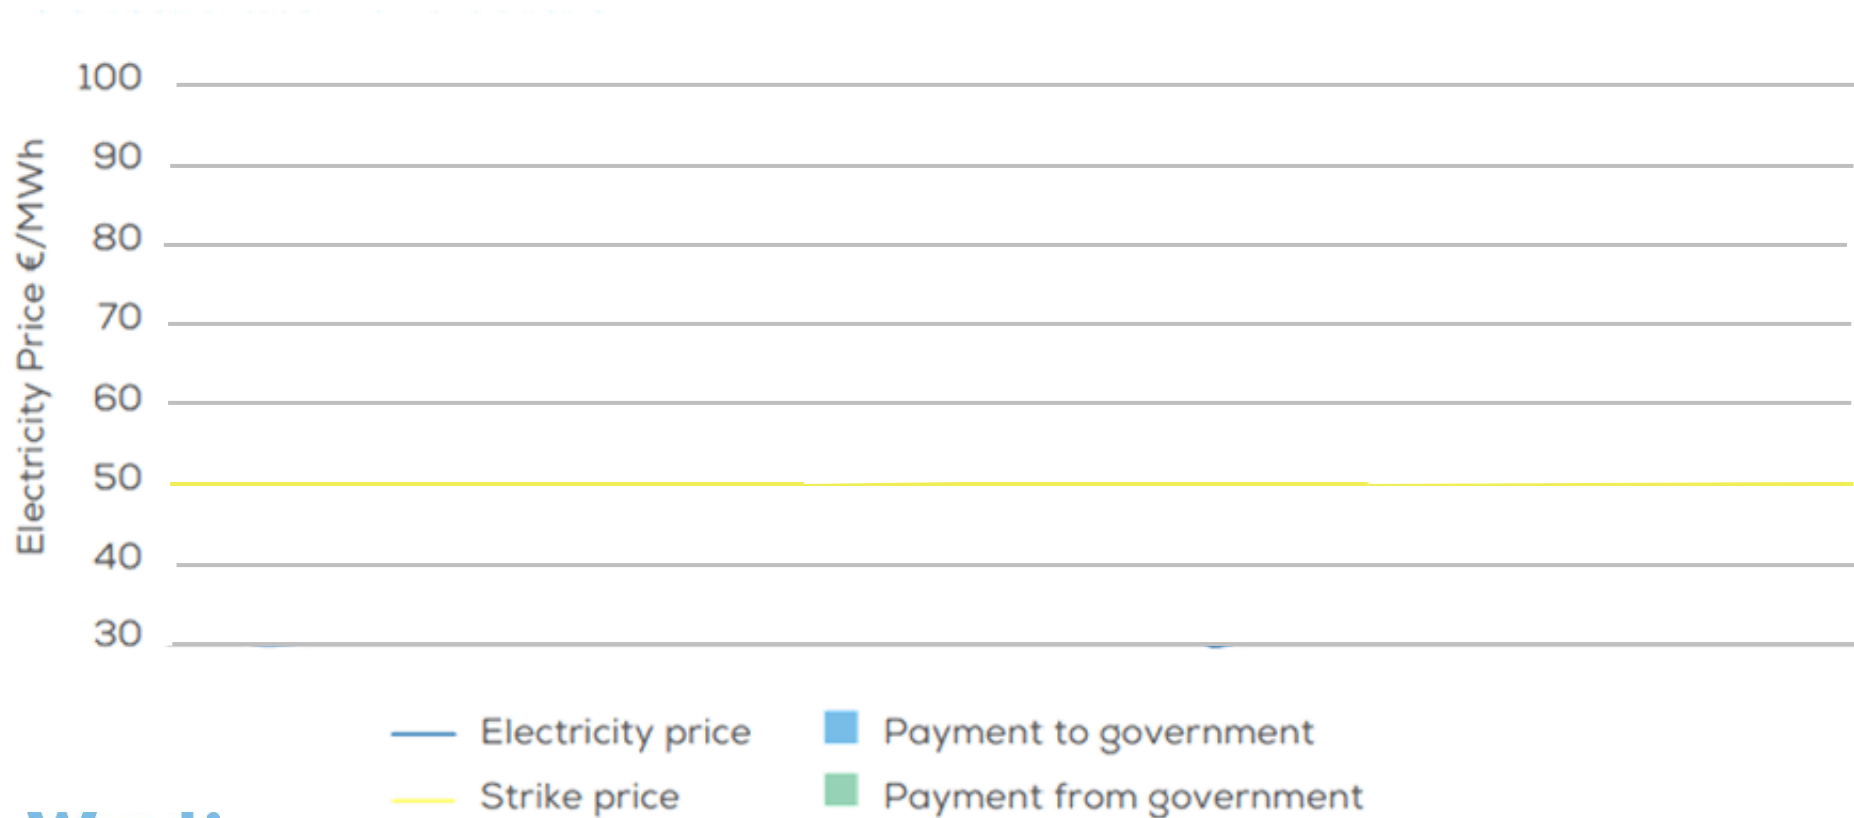 100
90
80
70
60
50
40
30
Electricity Price €/MWh
Electricity price
Payment to government
Strike price
Payment from government